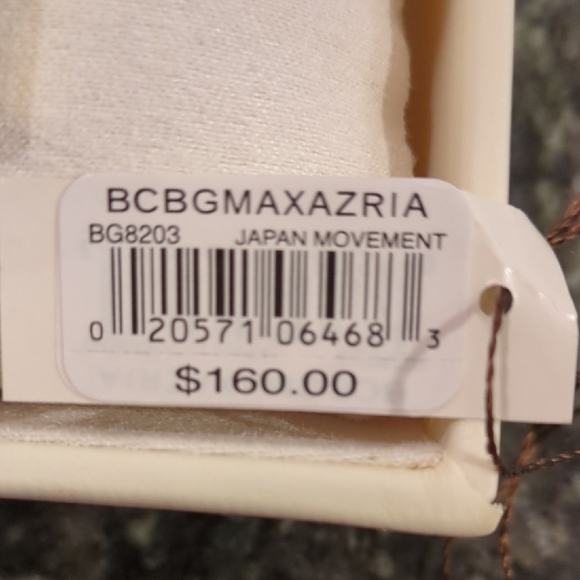 BCBGMAXAZRIA
BG8203 JAPAN MOVEMENT
0 20571 06468 3
$160.00